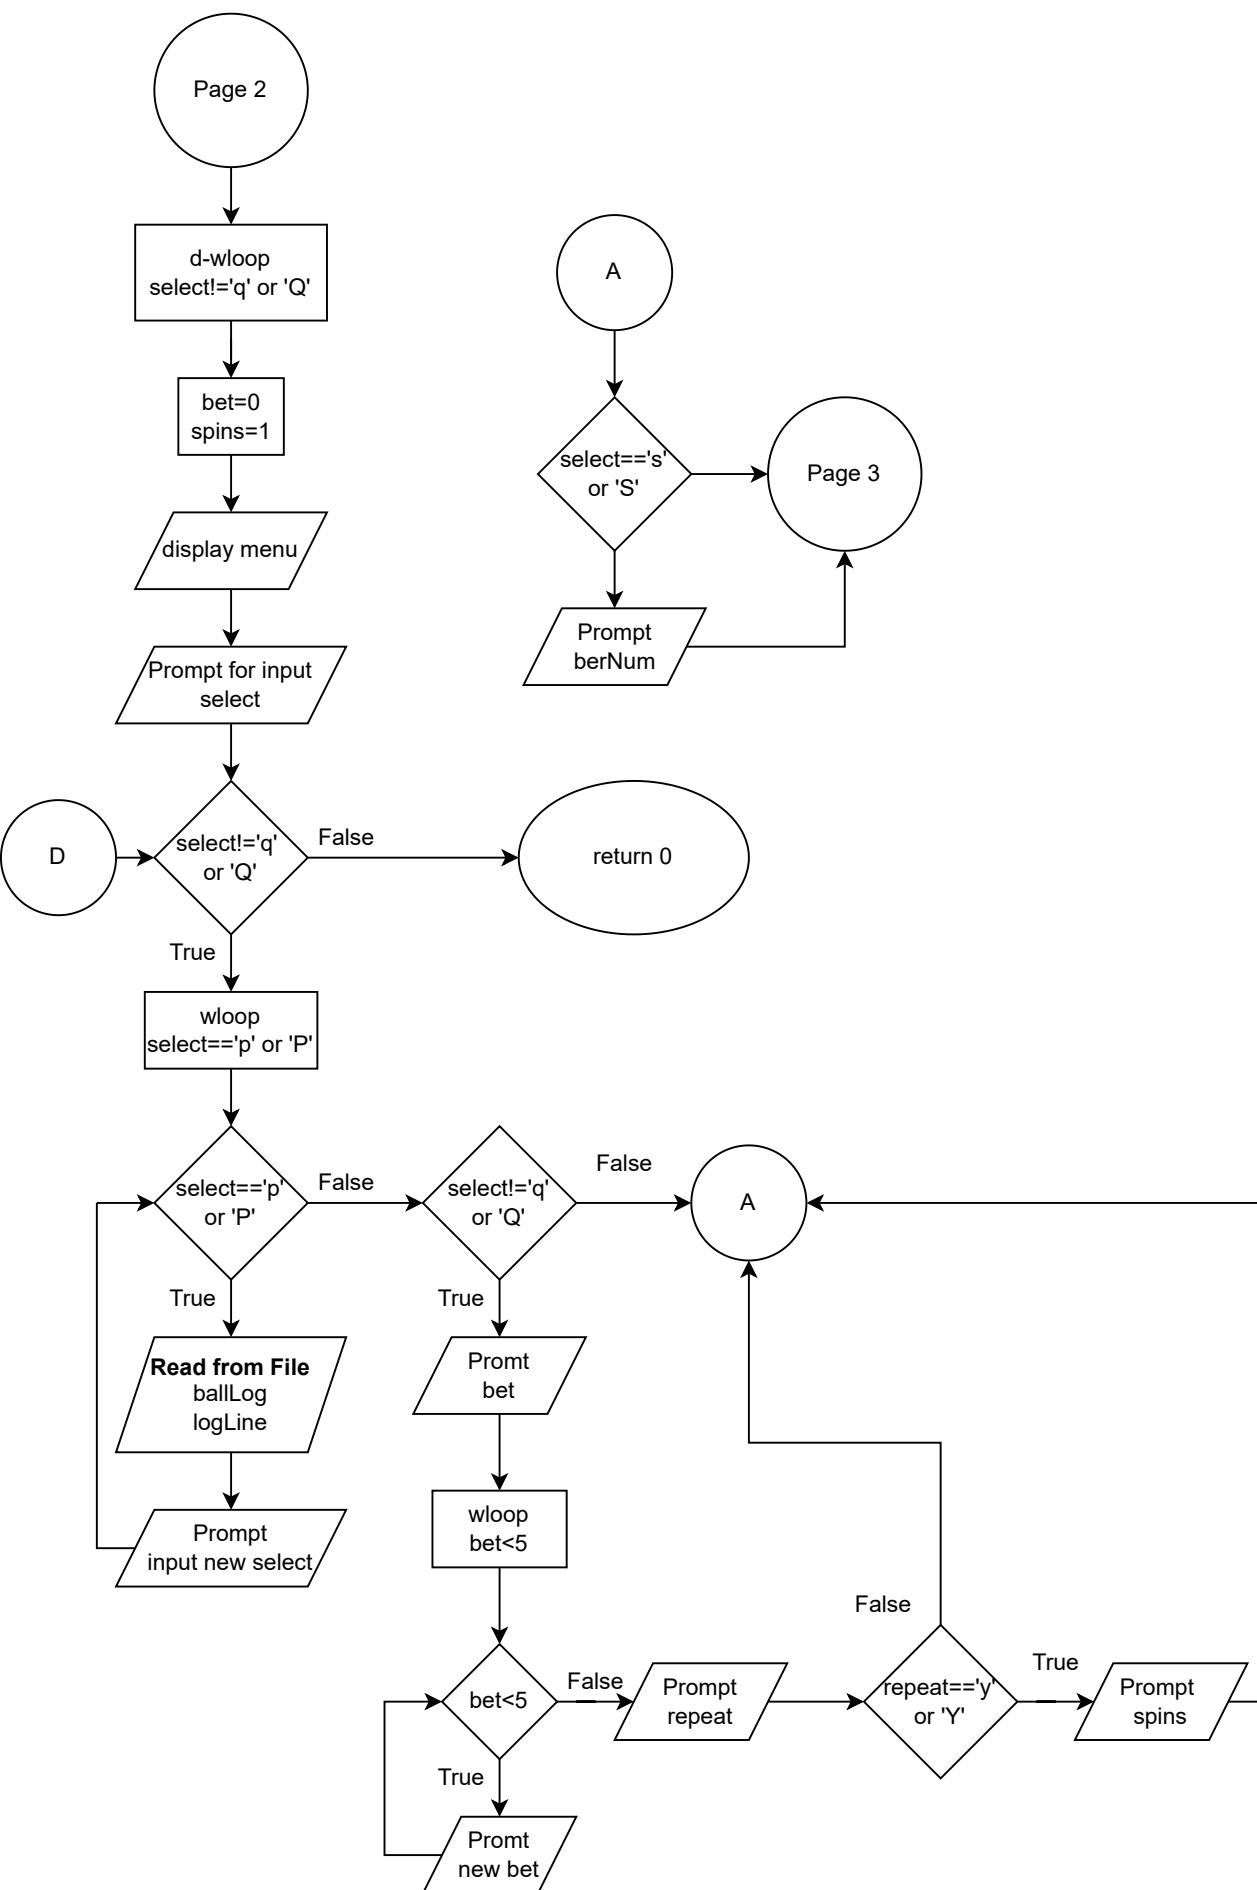 Page 2
d-wloop
select!='q' or 'Q'
bet=0
spins=1
display menu
Prompt for input
select
D
select!='q'
or 'Q'
False
return 0
True
wloop
select=='p' or 'P'
select=='p'
or 'P'
False
select!='q'
or 'Q'
False
A
True
Read from File
ballLog
logLine
Prompt
input new select
True
Promt
bet
wloop
bet<5
bet<5
False
Prompt
repeat
False
repeat=='y'
or 'Y'
True
Prompt
spins
True
Promt
new bet
A
select=='s'
or 'S'
Page 3
Prompt
berNum